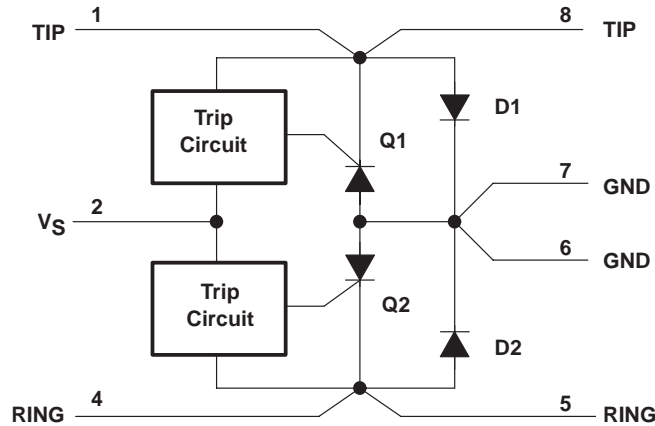 TIP 1 8 TIP
Trip Circuit
D1
Q1
7 GND
VS 2
6 GND
Trip Circuit
Q2
D2
RING 4 5 RING